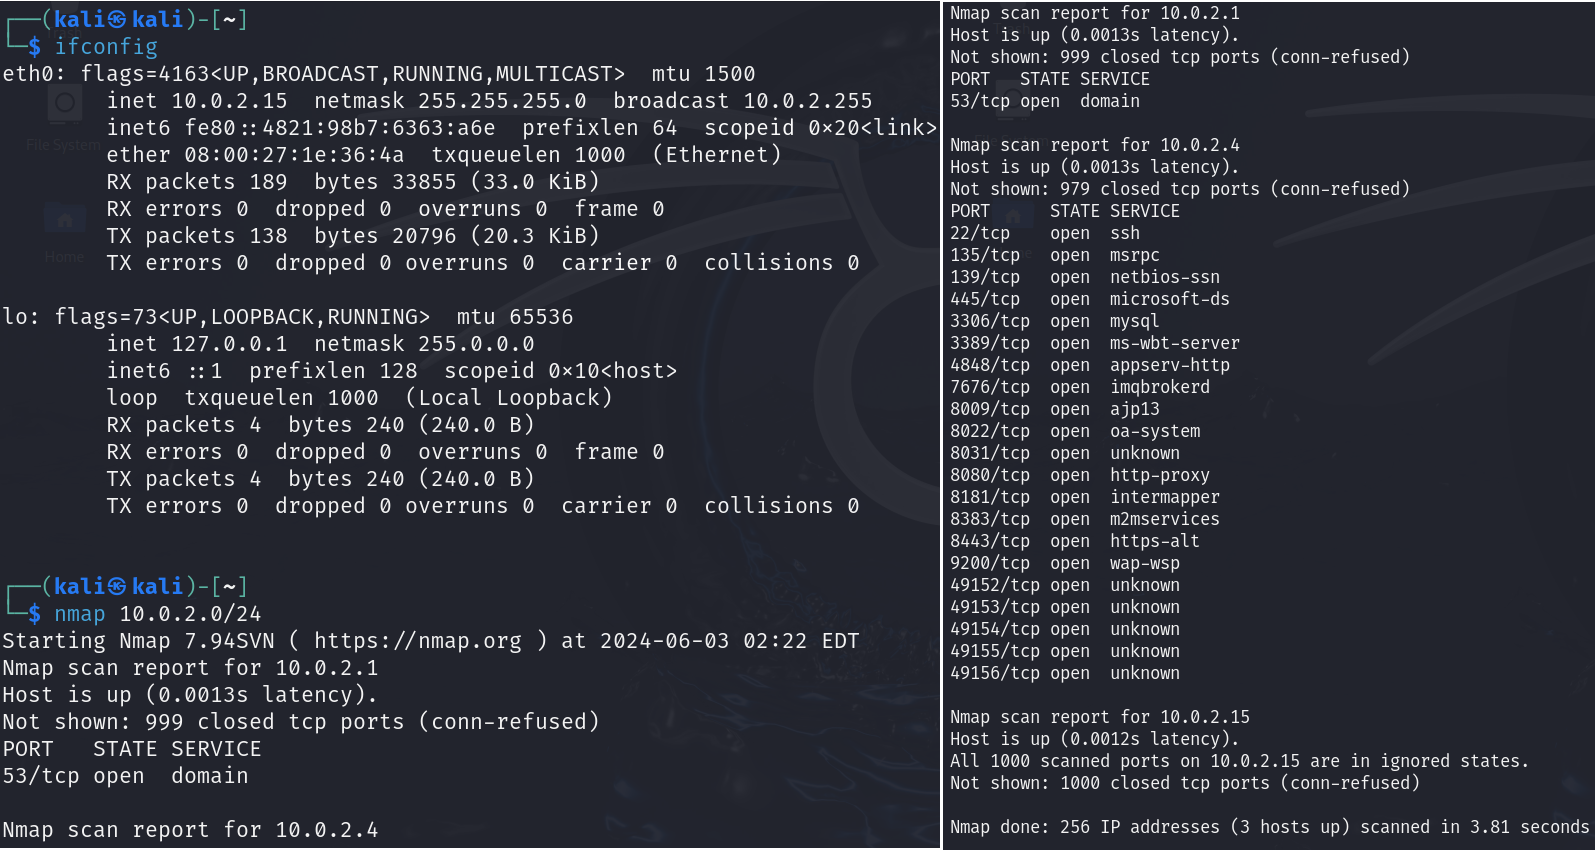 ┌──(kali㉿kali)-[~]
└─$ ifconfig
eth0: flags=4163<UP,BROADCAST,RUNNING,MULTICAST>  mtu 1500
        inet 10.0.2.15  netmask 255.255.255.0  broadcast 10.0.2.255
        inet6 fe80::4821:98b7:6363:a6e  prefixlen 64  scopeid 0×20<link>
        ether 08:00:27:1e:36:4a  txqueuelen 1000  (Ethernet)
        RX packets 189  bytes 33855 (33.0 KiB)
        RX errors 0  dropped 0  overruns 0  frame 0
        TX packets 138  bytes 20796 (20.3 KiB)
        TX errors 0  dropped 0 overruns 0  carrier 0  collisions 0

lo: flags=73<UP,LOOPBACK,RUNNING>  mtu 65536
        inet 127.0.0.1  netmask 255.0.0.0
        inet6 ::1  prefixlen 128  scopeid 0×10<host>
        loop  txqueuelen 1000  (Local Loopback)
        RX packets 4  bytes 240 (240.0 B)
        RX errors 0  dropped 0  overruns 0  frame 0
        TX packets 4  bytes 240 (240.0 B)
        TX errors 0  dropped 0 overruns 0  carrier 0  collisions 0

┌──(kali㉿kali)-[~]
└─$ nmap 10.0.2.0/24
Starting Nmap 7.94SVN ( https://nmap.org ) at 2024-06-03 02:22 EDT
Nmap scan report for 10.0.2.1
Host is up (0.0013s latency).
Not shown: 999 closed tcp ports (conn-refused)
PORT   STATE SERVICE
53/tcp open  domain

Nmap scan report for 10.0.2.4
File System
Home

Nmap scan report for 10.0.2.1
Host is up (0.0013s latency).
Not shown: 999 closed tcp ports (conn-refused)
PORT   STATE SERVICE
53/tcp open  domain

Nmap scan report for 10.0.2.4
Host is up (0.0013s latency).
Not shown: 979 closed tcp ports (conn-refused)
PORT      STATE SERVICE
22/tcp    open  ssh
135/tcp   open  msrpc
139/tcp   open  netbios-ssn
445/tcp   open  microsoft-ds
3306/tcp  open  mysql
3389/tcp  open  ms-wbt-server
4848/tcp  open  appserv-http
7676/tcp  open  imqbrokerd
8009/tcp  open  ajp13
8022/tcp  open  oa-system
8031/tcp  open  unknown
8080/tcp  open  http-proxy
8181/tcp  open  intermapper
8383/tcp  open  m2mservices
8443/tcp  open  https-alt
9200/tcp  open  wap-wsp
49152/tcp open  unknown
49153/tcp open  unknown
49154/tcp open  unknown
49155/tcp open  unknown
49156/tcp open  unknown

Nmap scan report for 10.0.2.15
Host is up (0.0012s latency).
All 1000 scanned ports on 10.0.2.15 are in ignored states.
Not shown: 1000 closed tcp ports (conn-refused)

Nmap done: 256 IP addresses (3 hosts up) scanned in 3.81 seconds